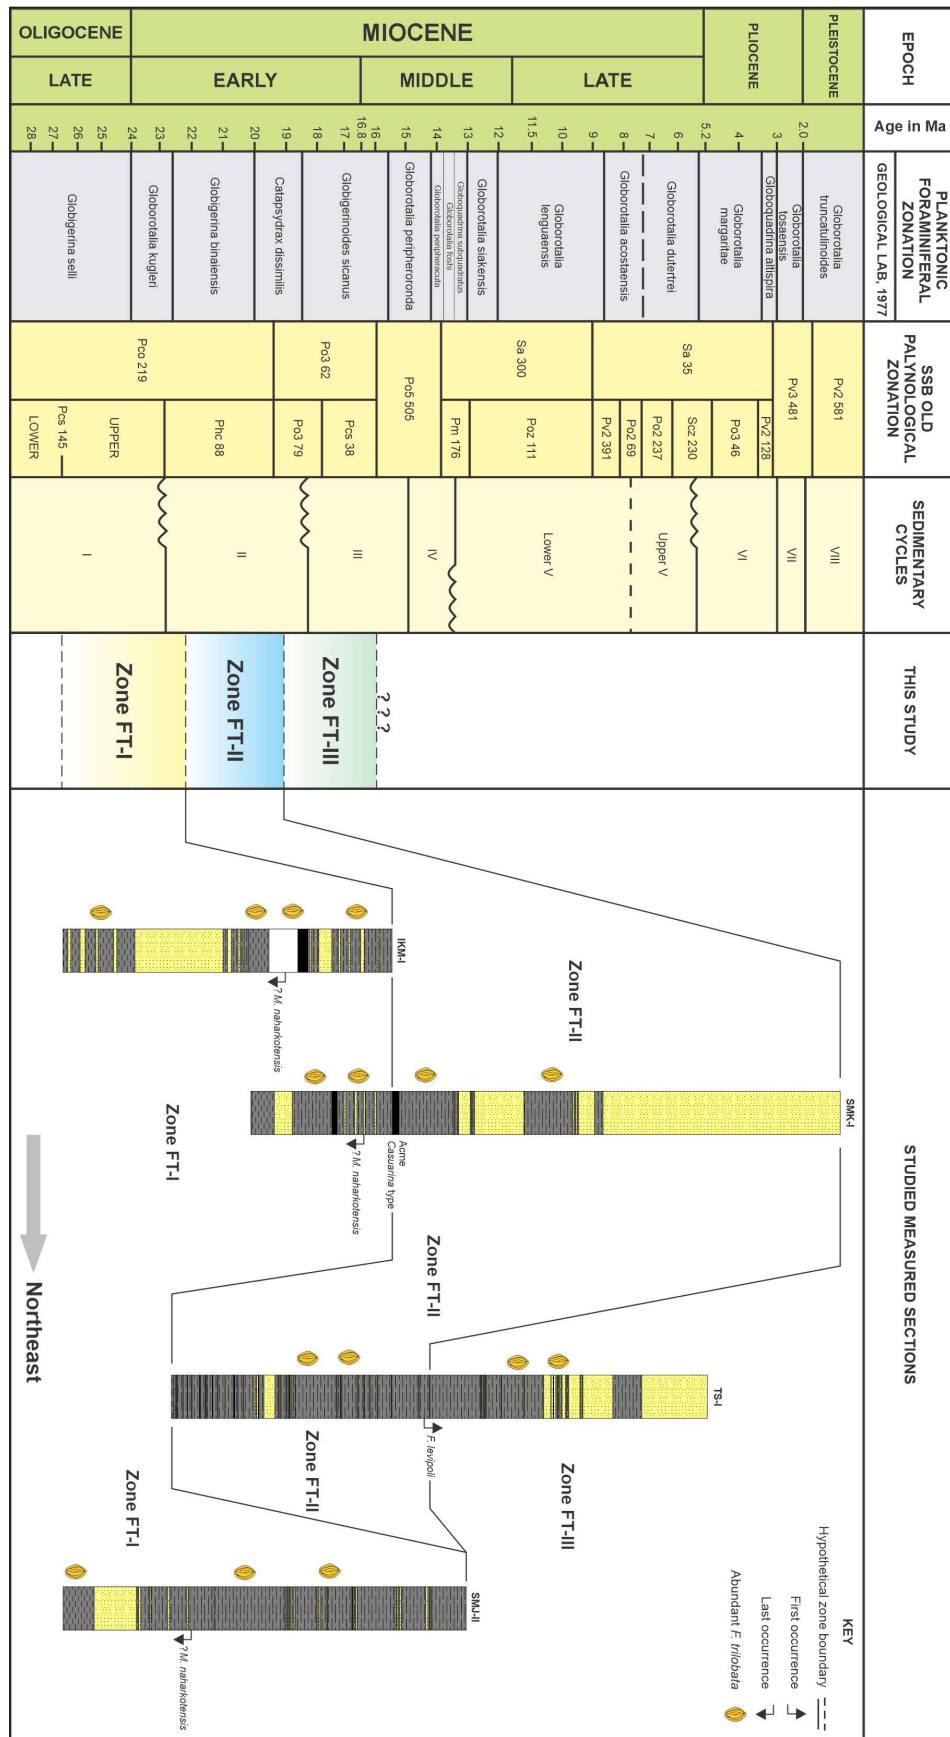 EPOCH
PLEISTOCENE
PLIOCENE
MIOCENE
OLIGOCENE
LATE
MIDDLE
EARLY
LATE
Age in Ma
2.0
3
4
5.2
6
7
8
9
10
11.5
12
13
14
15
16
16.8
17
18
19
20
21
22
23
24
25
26
27
28
PLANKTONIC
FORAMINIFERAL
ZONATION
GEOLOGICAL LAB, 1977
Globorotalia
truncatulinoides
Globorotalia
tosaensis
Globoquadrina altispira
Globorotalia
margaritae
Globorotalia dutertrei
Globorotalia acostaensis
Globorotalia
lenguaensis
Globorotalia siakensis
Globoquadrina subquadratus
Globorotalia foshi
Globorotalia peripheracuta
Globorotalia peripheroronda
Globigerinoides sicanus
Catapsydrax dissimilis
Globigerina binaiensis
Globorotalia kugleri
Globigerina selli
SSB OLD
PALYNOLOGICAL
ZONATION
Pv2 581
Pv3 481
Sa 35
Sa 300
Po5 505
Po3 62
Pco 219
Pv2 128
Po3 46
Scz 230
Po2 237
Po2 69
Pv2 391
Poz 111
Pm 176
Pcs 38
Po3 79
Phc 88
UPPER
Pcs 145
LOWER
SEDIMENTARY
CYCLES
VIII
VII
VI
Upper V
Lower V
IV
III
II
I
THIS STUDY
? ? ?
Zone FT-III
Zone FT-II
Zone FT-I
STUDIED MEASURED SECTIONS
IKM-I
? M. naharkotensis
Zone FT-II
Zone FT-I
SMK-I
Acme
Casuarina type
? M. naharkotensis
Zone FT-II
TS-I
F. levipoli
Zone FT-III
Zone FT-II
Zone FT-I
SMJ-II
? M. naharkotensis
Northeast
KEY
Hypothetical zone boundary
First occurrence
Last occurrence
Abundant F. trilobata